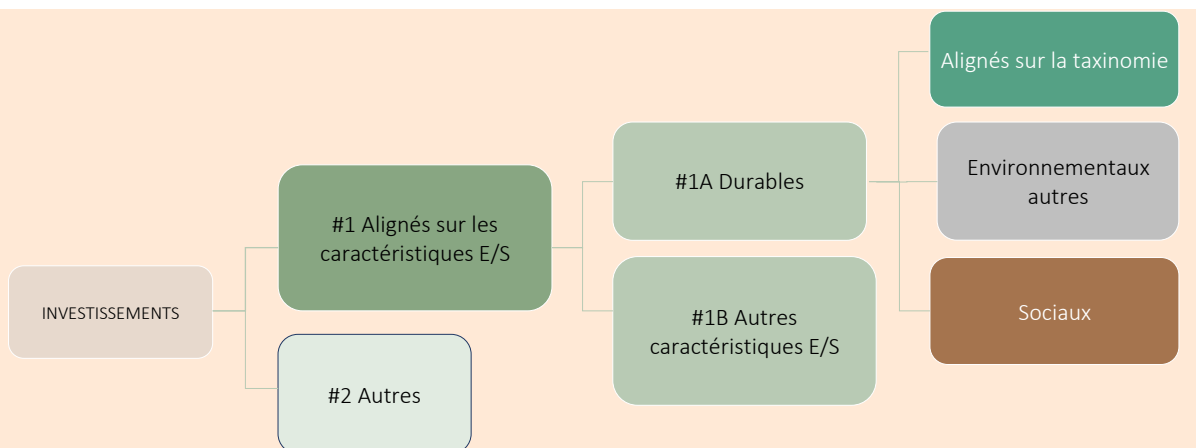 INVESTISSEMENTS
#1 Alignés sur les
caractéristiques E/S
#2 Autres
#1A Durables
#1B Autres
caractéristiques E/S
Alignés sur la taxinomie
Environnementaux
autres
Sociaux